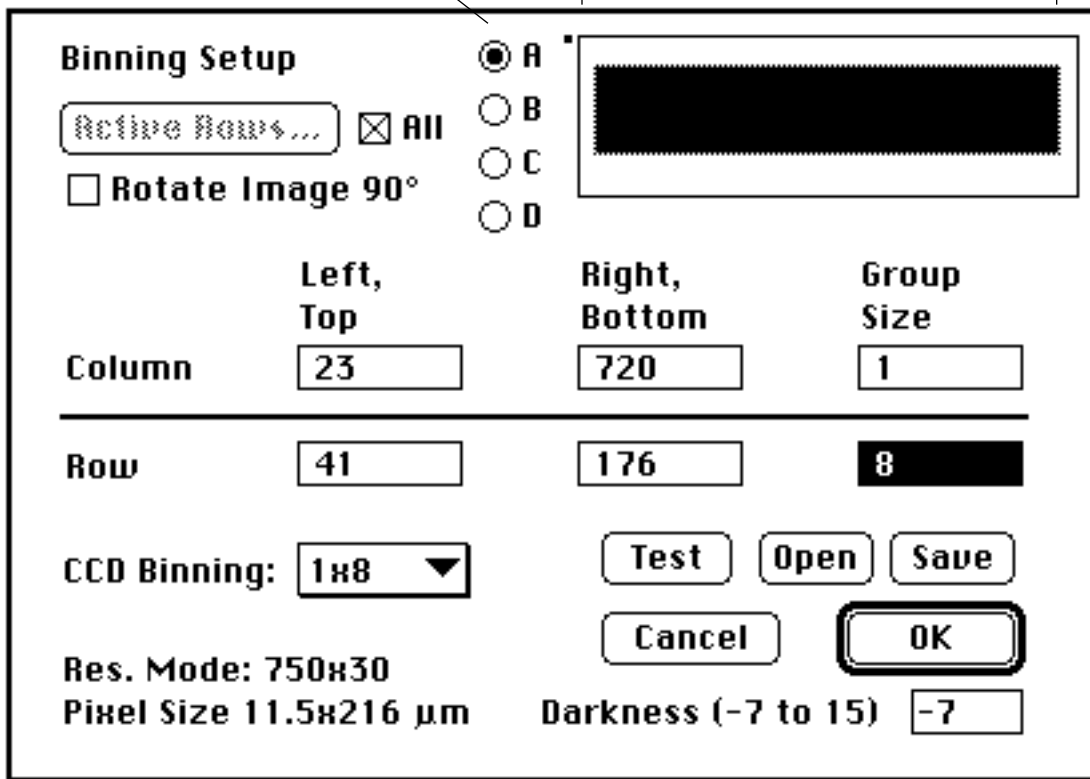 Binning Setup
A
Active Rows...
All
B
Rotate Image 90°
C
D
Left,
Top
Right,
Bottom
Group
Size
Column
23
720
1
Row
41
176
8
CCD Binning:
1x8
Test
Open
Save
Cancel
OK
Res. Mode: 750x30
Pixel Size 11.5x216 µm
Darkness (-7 to 15)
-7